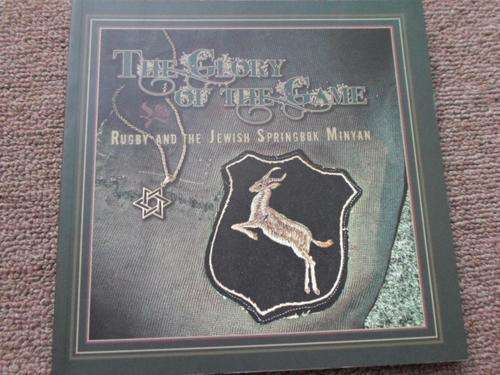 The Glory
of the Game
Rugby and the Jewish Springbok Minyan